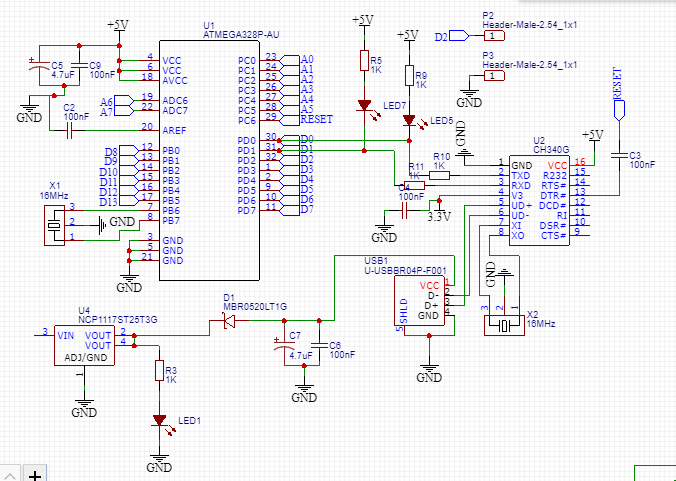 +5V
U1
ATMEGA328P-AU
C5
4.7uF
C9
100nF
GND
A6
A7
C2
100nF
4 VCC
6 VCC
18 AVCC
19 ADC6
22 ADC7
20 AREF
D8 12 PB0
D9 13 PB1
D10 14 PB2
D11 15 PB3
D12 16 PB4
D13 17 PB5
7 PB6
8 PB7
3 GND
5 GND
21 GND
PC0 23 A0
PC1 24 A1
PC2 25 A2
PC3 26 A3
PC4 27 A4
PC5 28 A5
PC6 29 RESET
PD0 30 D0
PD1 31 D1
PD2 32 D2
PD3 1 D3
PD4 2 D4
PD5 9 D5
PD6 10 D6
PD7 11 D7
X1
16MHz
3
2
1
GND
GND
+5V
R5
1K
LED7
+5V
R9
1K
LED5
D2
P2
Header-Male-2.54_1x1
1
P3
Header-Male-2.54_1x1
1
GND
RESET
GND
U2
CH340G
+5V
C3
100nF
R10
1K
R11
1K
C4
100nF
3.3V
GND
1 GND
2 TXD
3 RXD
4 V3
5 UD+
6 UD-
7 XI
8 XO
VCC 16
R232 15
RTS# 14
DTR# 13
DCD# 12
RI 11
DSR# 10
CTS# 9
USB1
U-USBBR04P-F001
VCC 1
D- 2
D+ 3
GND 4
5 SHLD
GND
GND
3
2
1
X2
16MHz
U4
NCP1117ST25T3G
3 VIN
VOUT 2
VOUT 4
ADJ/GND
1
GND
D1
MBR0520LT1G
C7
4.7uF
C6
100nF
GND
R3
1K
LED1
GND